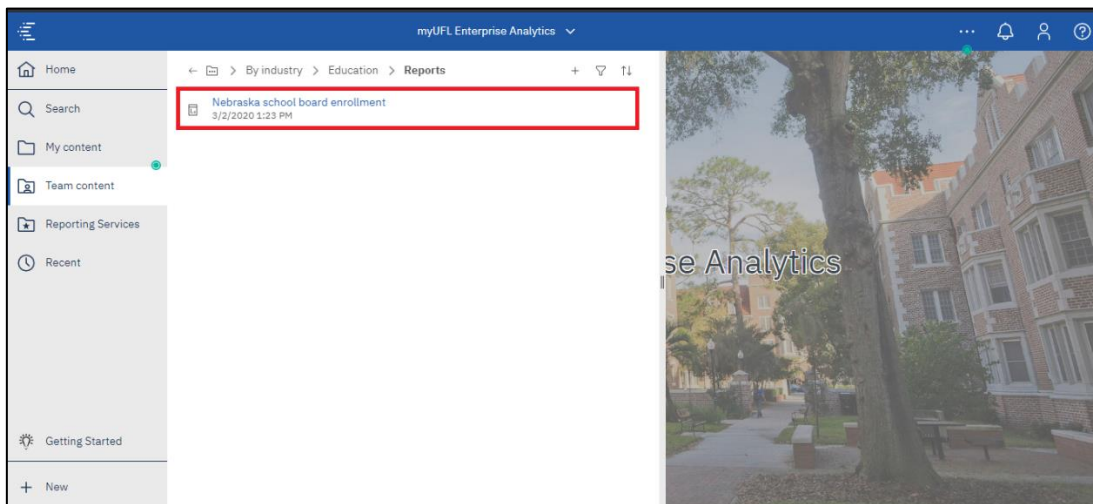 myUFL Enterprise Analytics
Home
Search
My content
Team content
Reporting Services
Recent
Getting Started
+ New
> By industry > Education > Reports
Nebraska school board enrollment
3/2/2020 1:23 PM
se Analytics